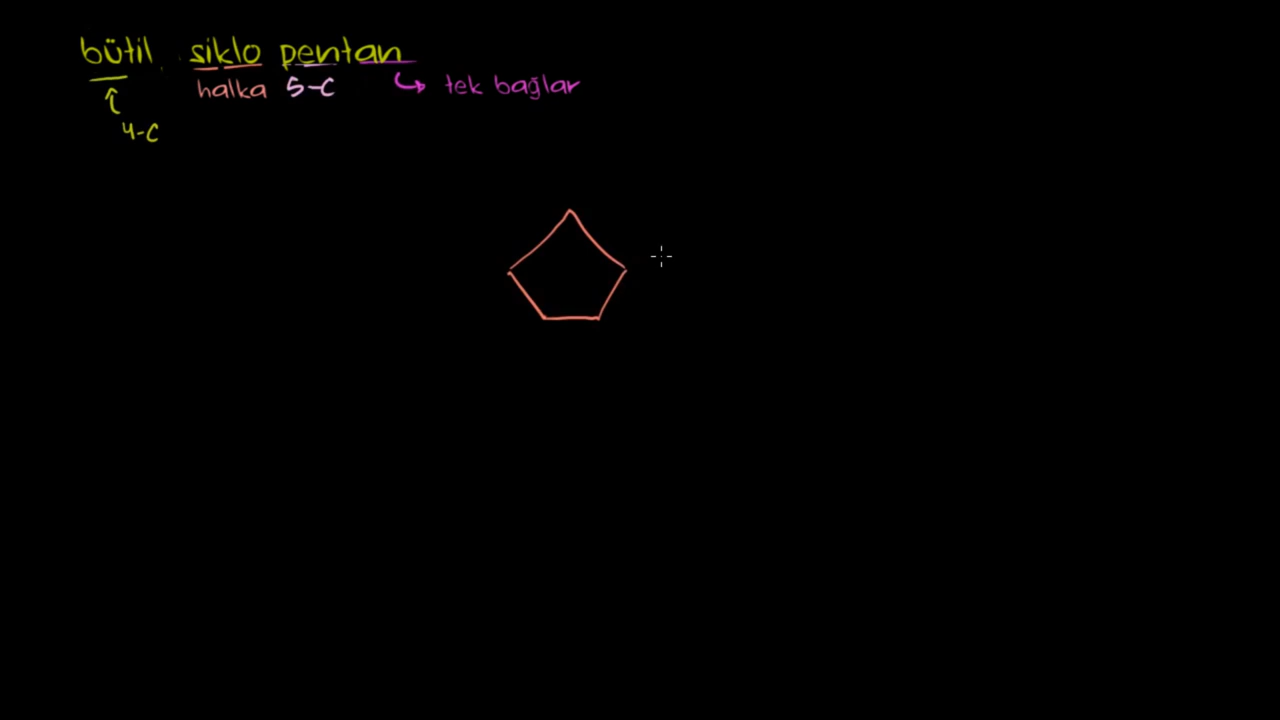 bütil siklo pentan
halka 5-C ↳ tek bağlar
4-C